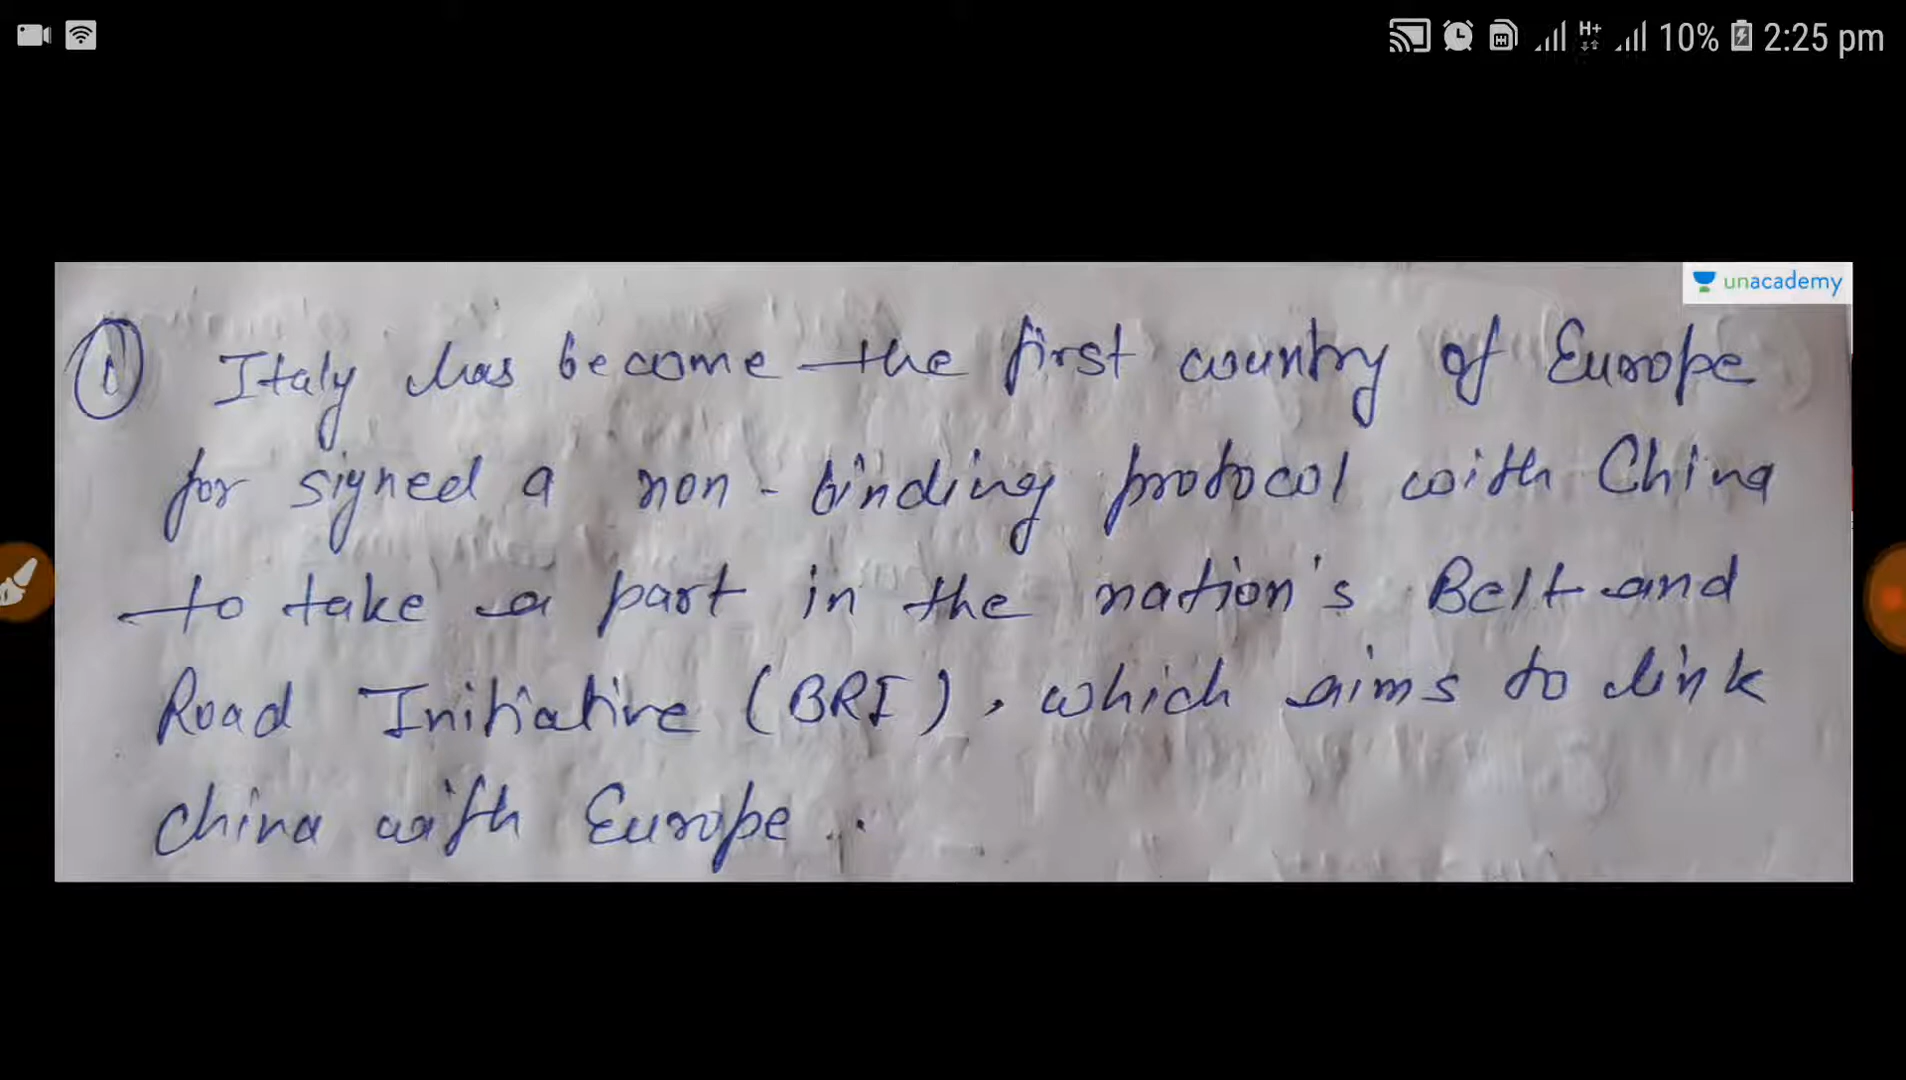 H+
10% 2:25 pm
unacademy
① Italy has become the first country of Europe
for signed a non-binding protocol with China
to take a part in the nation's Belt and
Road Initiative (BRI), which aims to link
china with Europe.